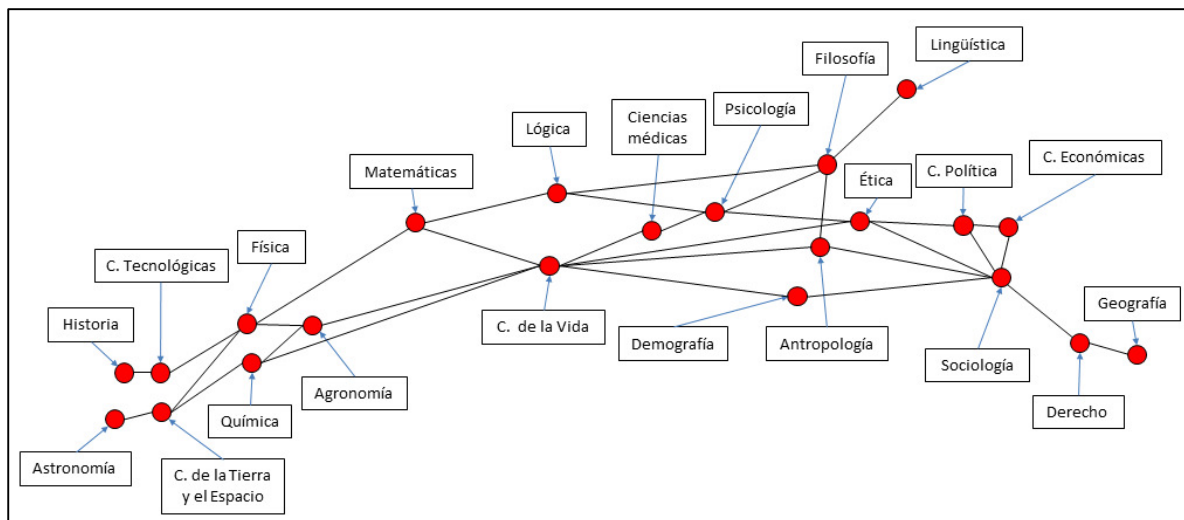 Lingüística
Filosofía
Psicología
Ciencias
médicas
Lógica
C. Económicas
C. Política
Ética
Matemáticas
Física
C. Tecnológicas
Historia
Geografía
C. de la Vida
Demografía
Antropología
Sociología
Agronomía
Química
Derecho
Astronomía
C. de la Tierra
y el Espacio